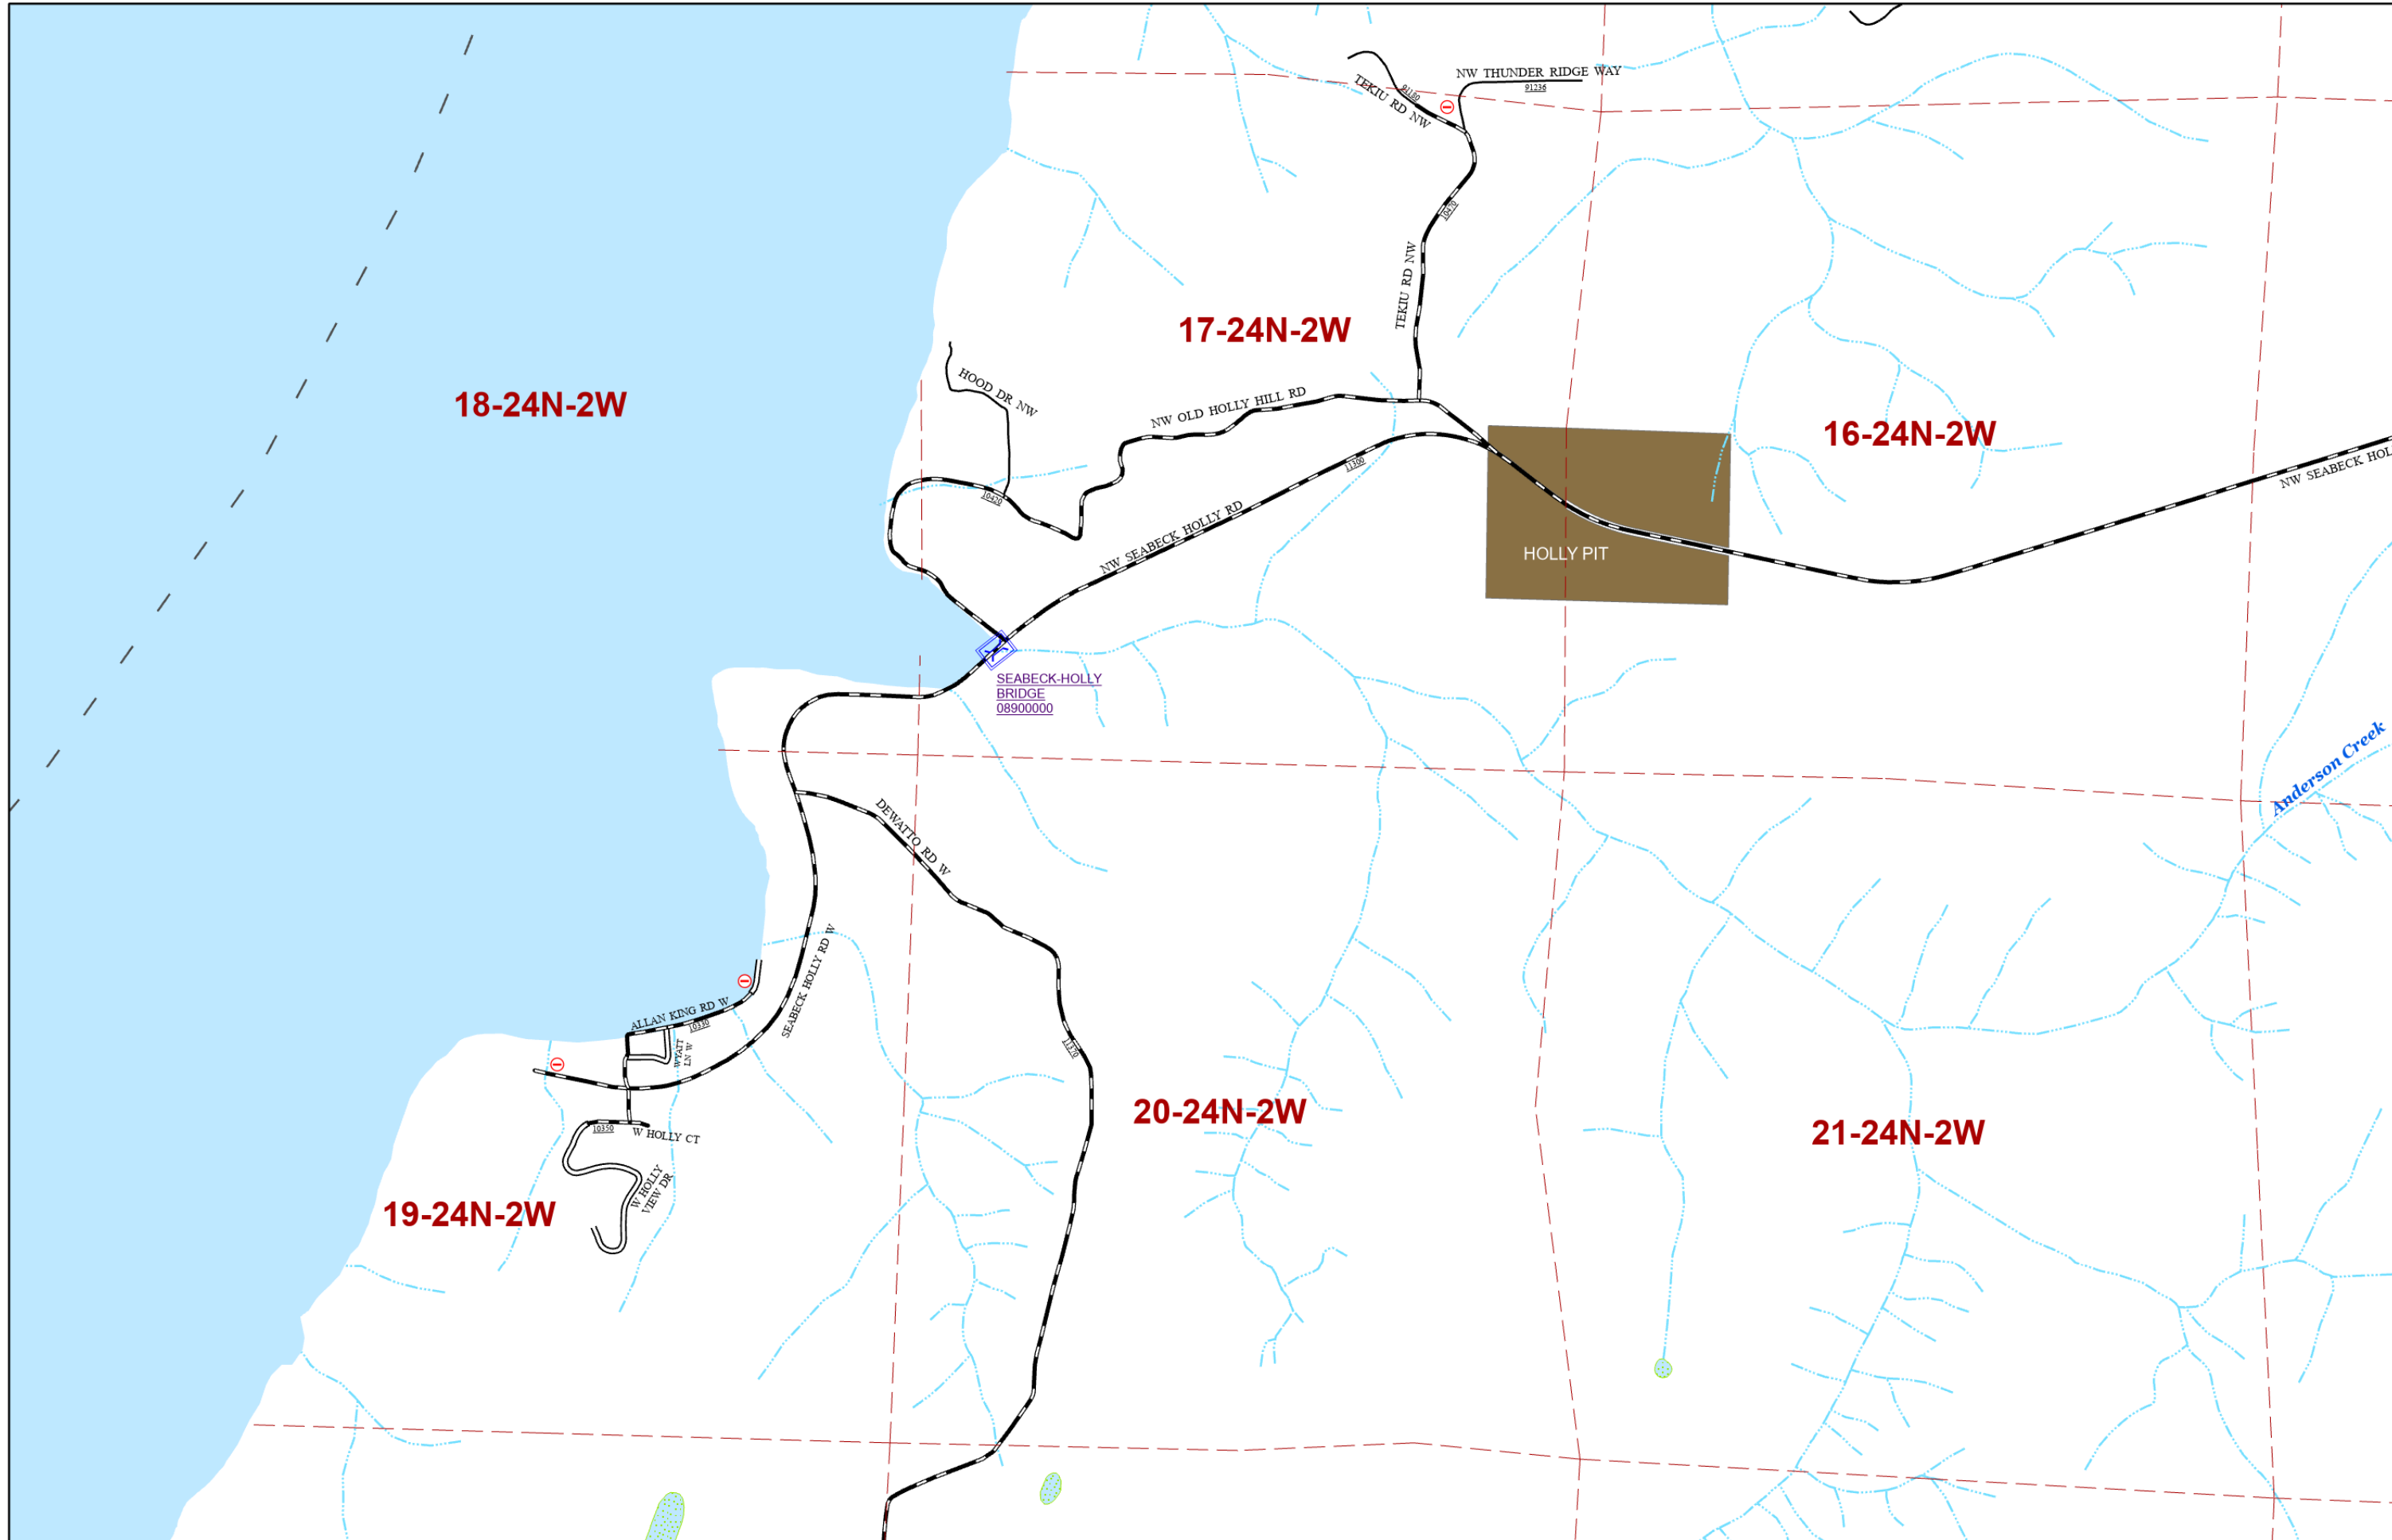 NW THUNDER RIDGE WAY
91236
91180
TEKIU RD NW
10470
TEKIU RD NW
17-24N-2W
18-24N-2W
HOOD DR NW
NW OLD HOLLY HILL RD
16-24N-2W
11300
NW SEABECK HOL
10420
NW SEABECK HOLLY RD
HOLLY PIT
SEABECK-HOLLY
BRIDGE
08900000
Anderson Creek
DEWATTO RD W
SEABECK HOLLY RD W
ALLAN KING RD W
10330
WYATT
LN W
11370
20-24N-2W
21-24N-2W
10350
W HOLLY CT
W HOLLY
VIEW DR
19-24N-2W